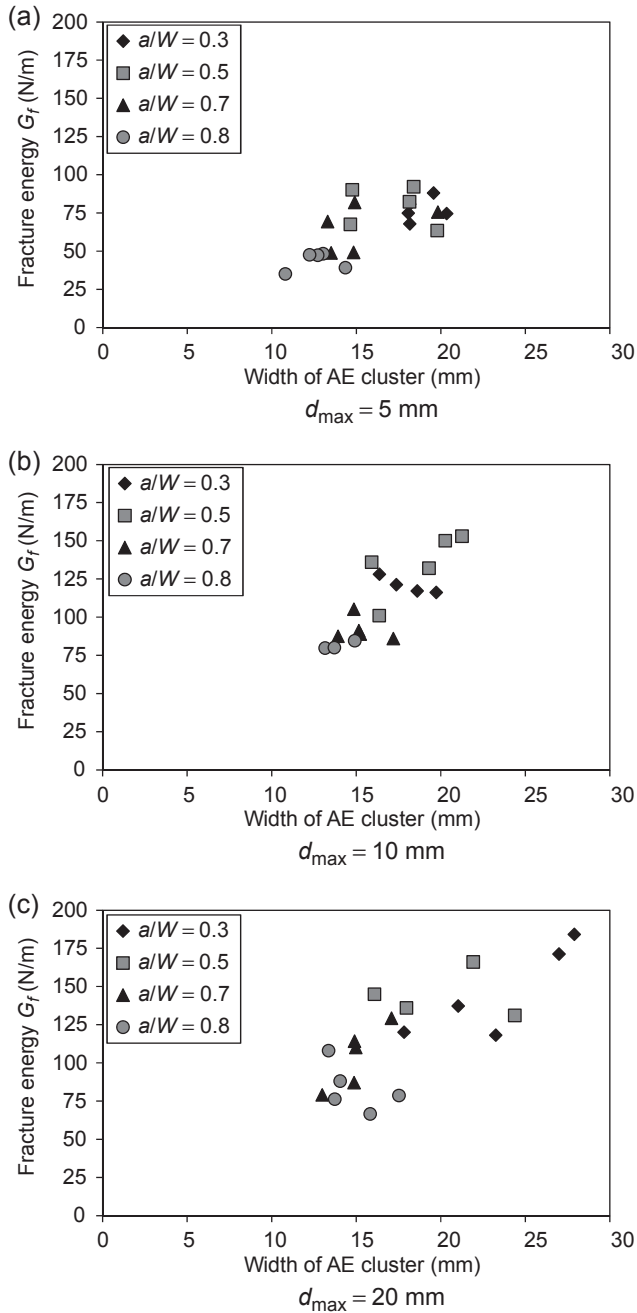 (a)
200
175
150
125
100
75
50
25
0
Fracture energy G_f (N/m)
a/W = 0.3
a/W = 0.5
a/W = 0.7
a/W = 0.8
0 5 10 15 20 25 30
Width of AE cluster (mm)
d_max = 5 mm
(b)
200
175
150
125
100
75
50
25
0
Fracture energy G_f (N/m)
a/W = 0.3
a/W = 0.5
a/W = 0.7
a/W = 0.8
0 5 10 15 20 25 30
Width of AE cluster (mm)
d_max = 10 mm
(c)
200
175
150
125
100
75
50
25
0
Fracture energy G_f (N/m)
a/W = 0.3
a/W = 0.5
a/W = 0.7
a/W = 0.8
0 5 10 15 20 25 30
Width of AE cluster (mm)
d_max = 20 mm